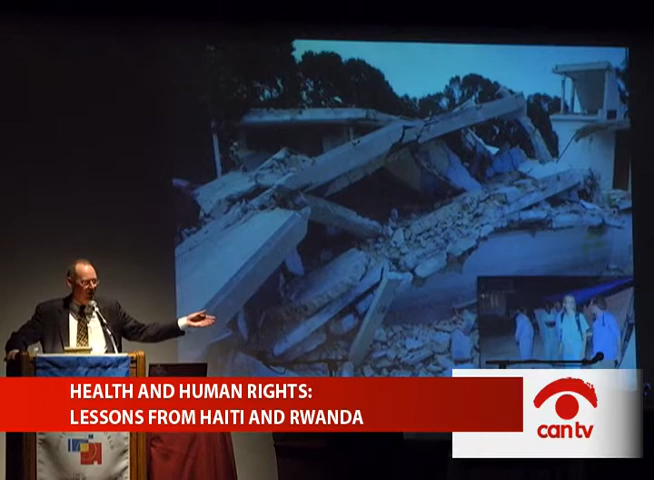 HEALTH AND HUMAN RIGHTS:
LESSONS FROM HAITI AND RWANDA
can tv